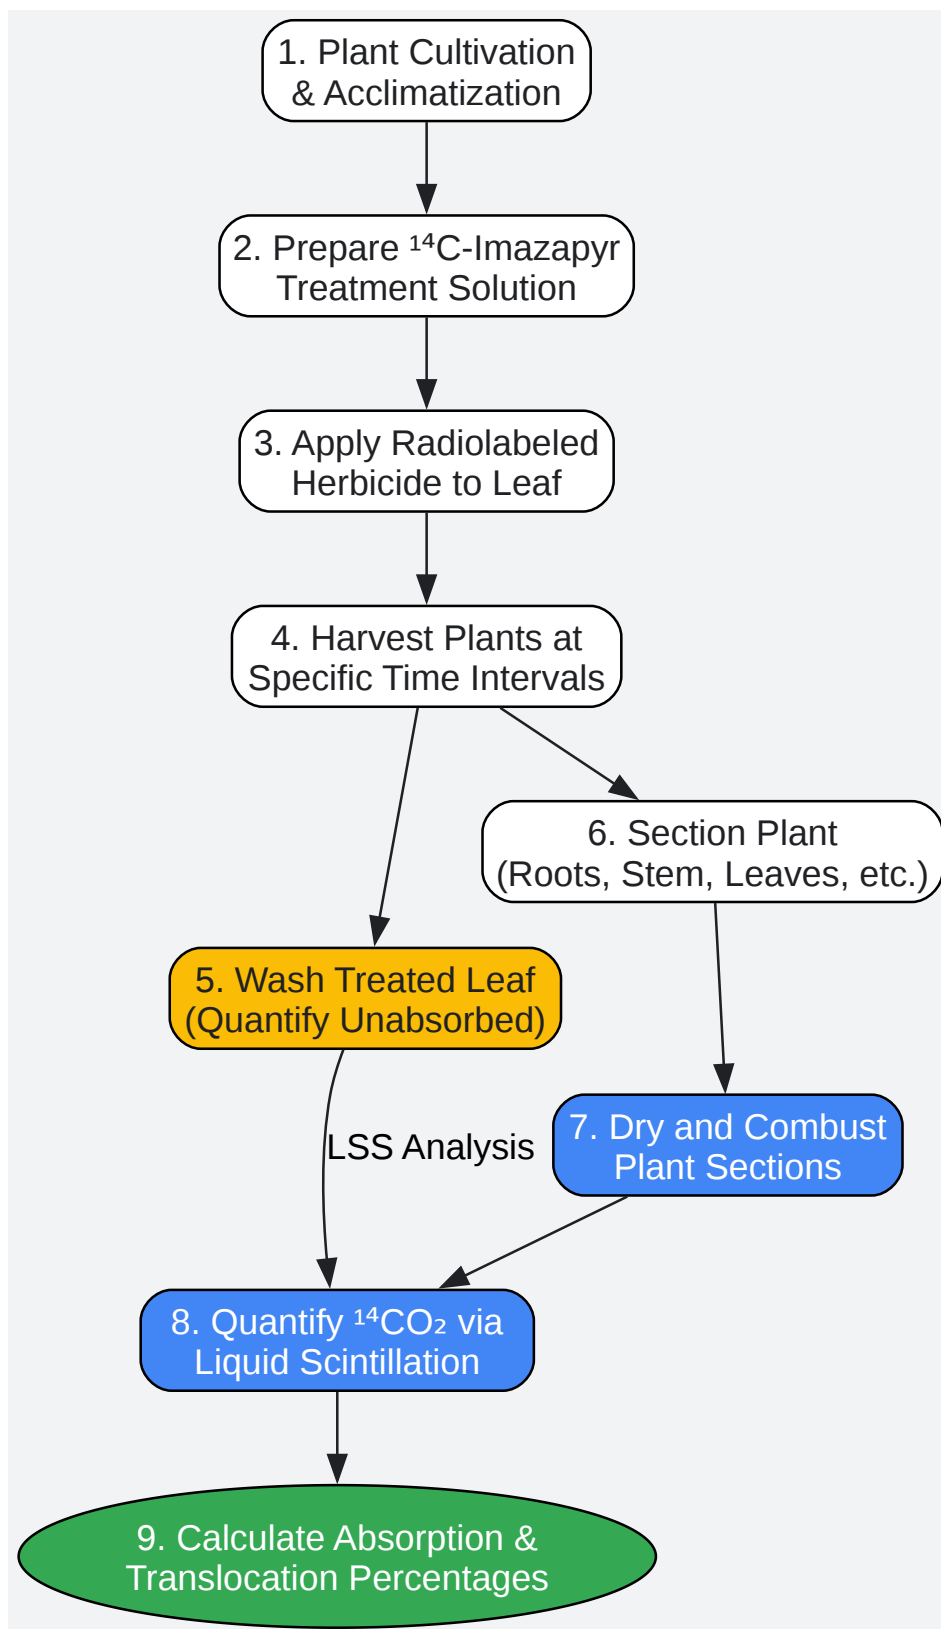 1. Plant Cultivation
& Acclimatization
2. Prepare ¹⁴C-Imazapyr
Treatment Solution
3. Apply Radiolabeled
Herbicide to Leaf
4. Harvest Plants at
Specific Time Intervals
6. Section Plant
(Roots, Stem, Leaves, etc.)
5. Wash Treated Leaf
(Quantify Unabsorbed)
LSS Analysis
7. Dry and Combust
Plant Sections
8. Quantify ¹⁴CO₂ via
Liquid Scintillation
9. Calculate Absorption &
Translocation Percentages